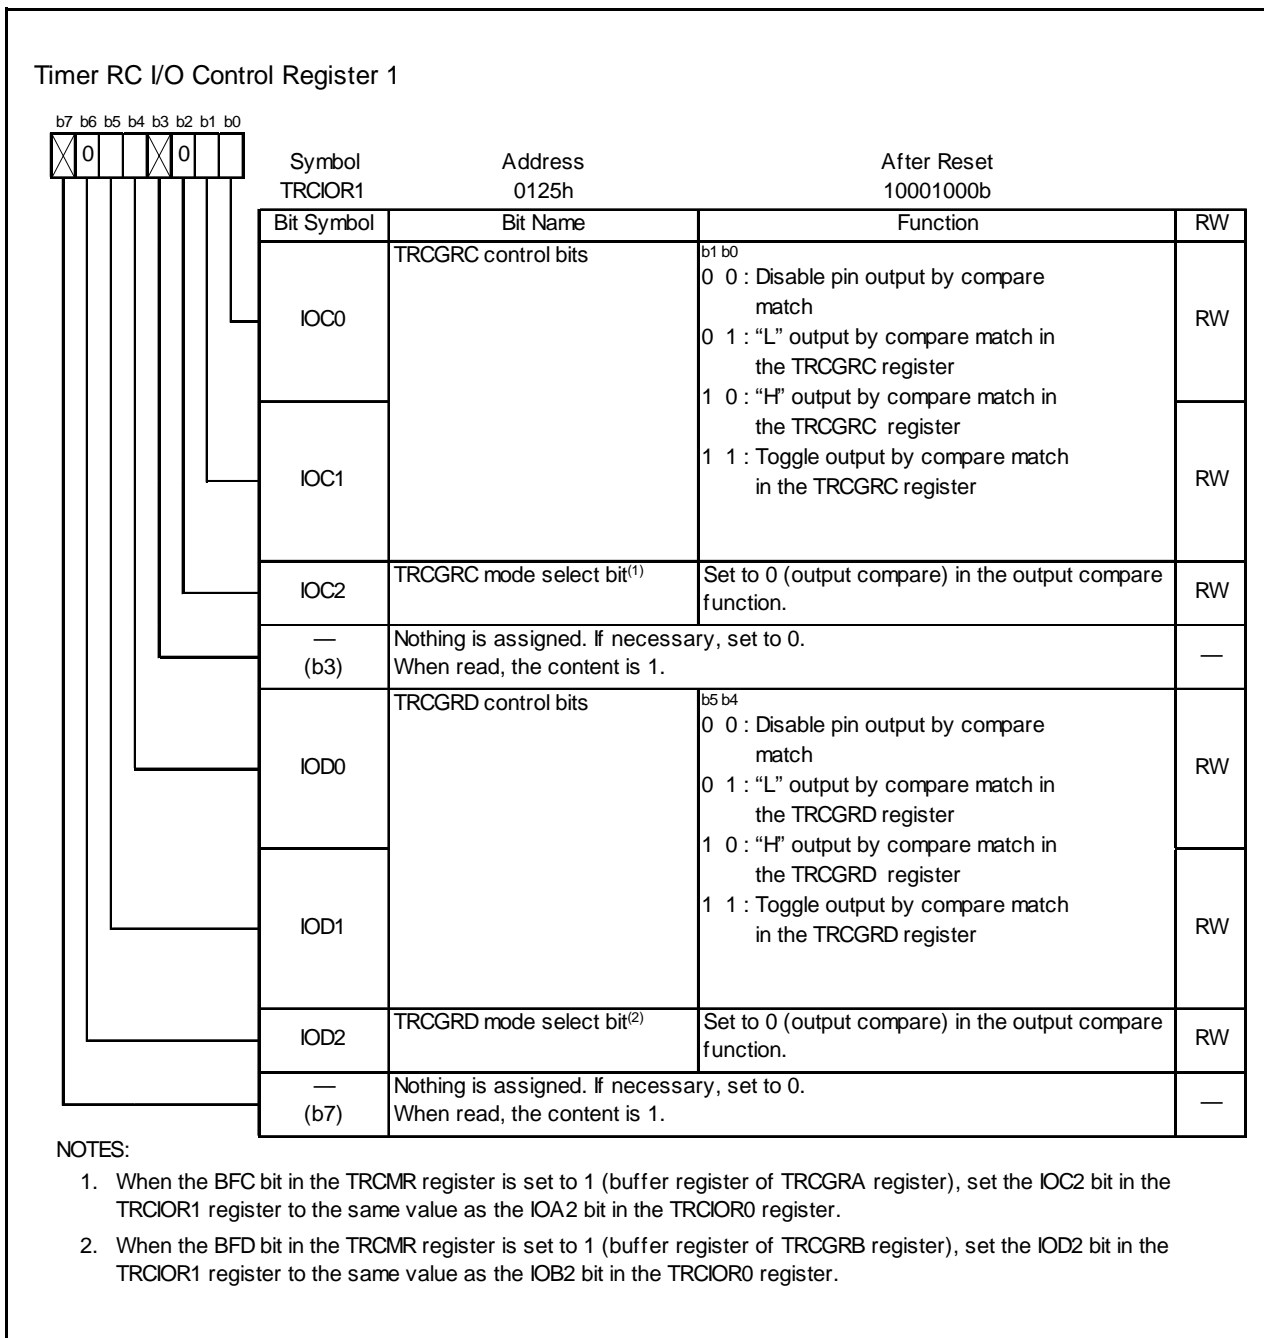 Timer RC I/O Control Register 1
b7 b6 b5 b4 b3 b2 b1 b0
0 0
Symbol Address After Reset
TRCIOR1 0125h 10001000b
Bit Symbol Bit Name Function RW
IOC0 TRCGRC control bits b1 b0
0 0 : Disable pin output by compare
match
0 1 : “L” output by compare match in
the TRCGRC register
1 0 : “H” output by compare match in
the TRCGRC register
1 1 : Toggle output by compare match
in the TRCGRC register
RW
IOC1 RW
IOC2 TRCGRC mode select bit(1) Set to 0 (output compare) in the output compare
function.
RW
—
(b3)
Nothing is assigned. If necessary, set to 0.
When read, the content is 1.
—
IOD0 TRCGRD control bits b5 b4
0 0 : Disable pin output by compare
match
0 1 : “L” output by compare match in
the TRCGRD register
1 0 : “H” output by compare match in
the TRCGRD register
1 1 : Toggle output by compare match
in the TRCGRD register
RW
IOD1 RW
IOD2 TRCGRD mode select bit(2) Set to 0 (output compare) in the output compare
function.
RW
—
(b7)
Nothing is assigned. If necessary, set to 0.
When read, the content is 1.
—
NOTES:
1. When the BFC bit in the TRCMR register is set to 1 (buffer register of TRCGRA register), set the IOC2 bit in the
TRCIOR1 register to the same value as the IOA2 bit in the TRCIOR0 register.
2. When the BFD bit in the TRCMR register is set to 1 (buffer register of TRCGRB register), set the IOD2 bit in the
TRCIOR1 register to the same value as the IOB2 bit in the TRCIOR0 register.